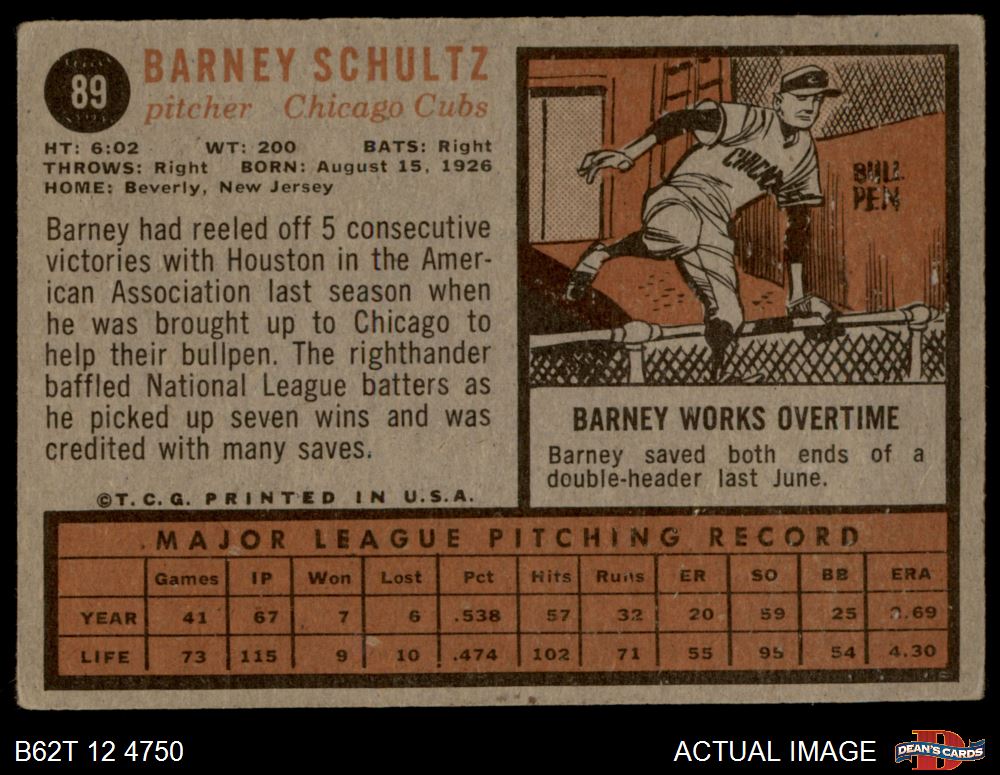 89
BARNEY SCHULTZ
pitcher Chicago Cubs
HT: 6:02 WT: 200 BATS: Right
THROWS: Right BORN: August 15, 1926
HOME: Beverly, New Jersey
Barney had reeled off 5 consecutive
victories with Houston in the Amer-
ican Association last season when
he was brought up to Chicago to
help their bullpen. The righthander
baffled National League batters as
he picked up seven wins and was
credited with many saves.
©T.C.G. PRINTED IN U.S.A.
C
CHICAGO
BULL
PEN
BARNEY WORKS OVERTIME
Barney saved both ends of a
double-header last June.
MAJOR LEAGUE PITCHING RECORD
Games IP Won Lost Pct Hits Runs ER SO BB ERA
YEAR 41 67 7 6 .538 57 32 20 59 25 2.69
LIFE 73 115 9 10 .474 102 71 55 95 54 4.30
B62T 12 4750
ACTUAL IMAGE
D
DEAN'S CARDS